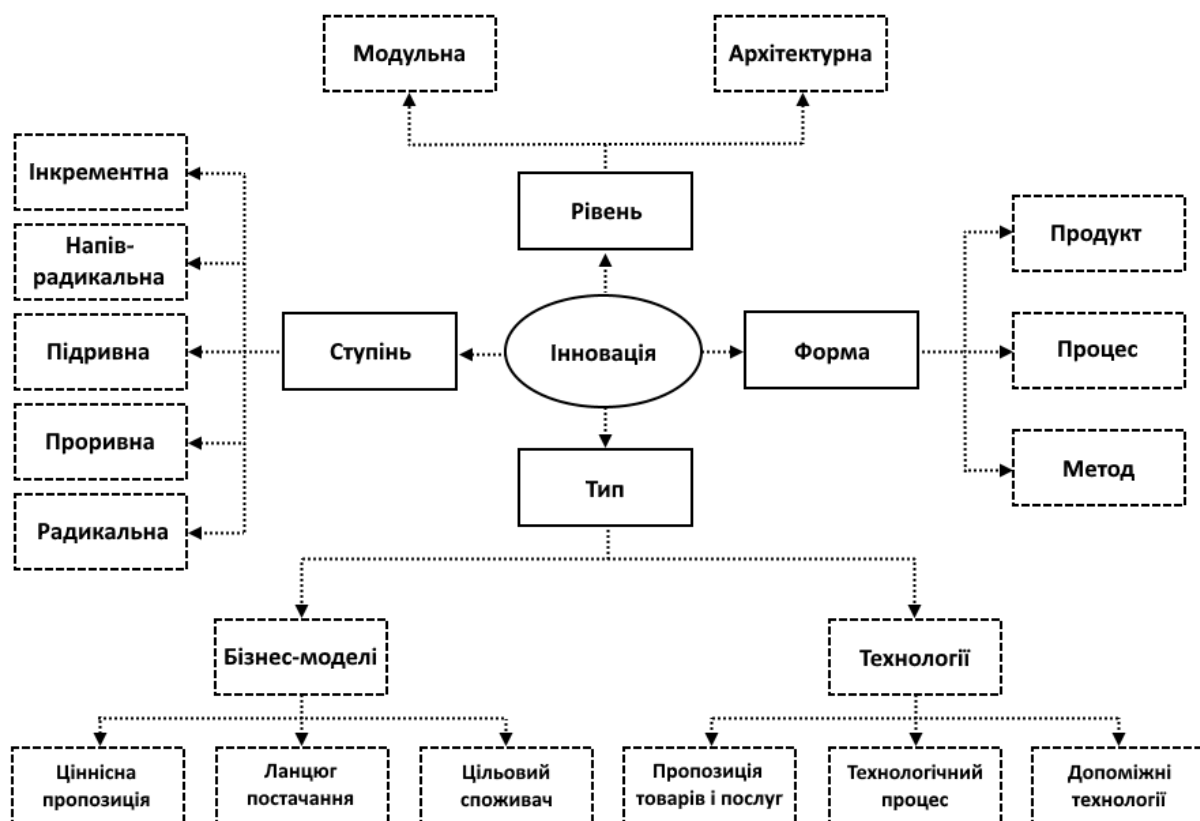 Модульна
Архітектурна
Інкрементна
Рівень
Продукт
Напів-
радикальна
Підривна
Ступінь
Інновація
Форма
Процес
Проривна
Метод
Тип
Радикальна
Бізнес-моделі
Технології
Ціннісна
пропозиція
Ланцюг
постачання
Цільовий
споживач
Пропозиція
товарів і послуг
Технологічний
процес
Допоміжні
технології